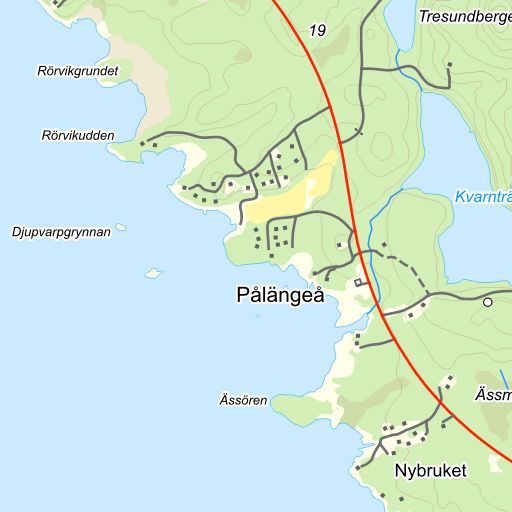 Tresundberge
19
Rörvikgrundet
Rörvikudden
Kvarnträ
Djupvarpgrynnan
Pålängeå
Ässören
Ässm
Nybruket